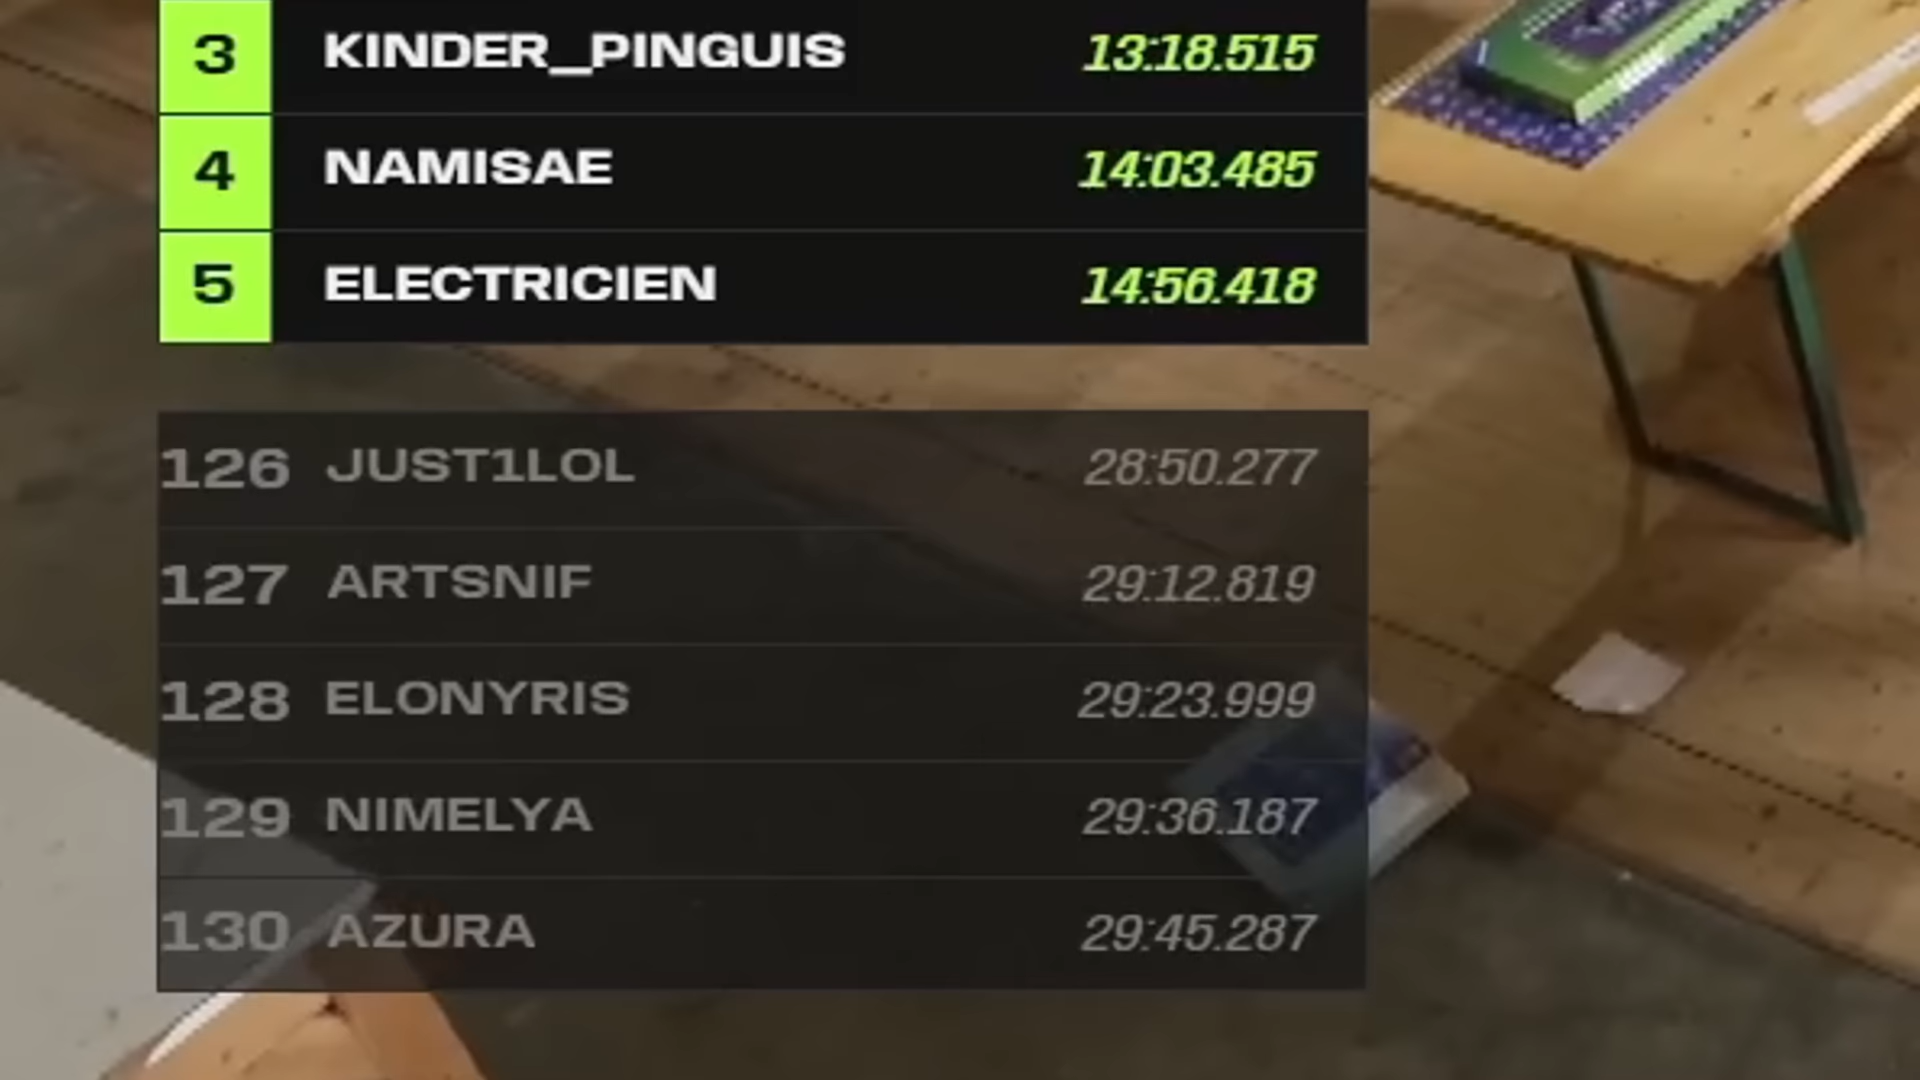 3 KINDER_PINGUIS 13:18.515
4 NAMISAE 14:03.485
5 ELECTRICIEN 14:56.418
126 JUST1LOL 28:50.277
127 ARTSNIF 29:12.819
128 ELONYRIS 29:23.999
129 NIMELYA 29:36.187
130 AZURA 29:45.287